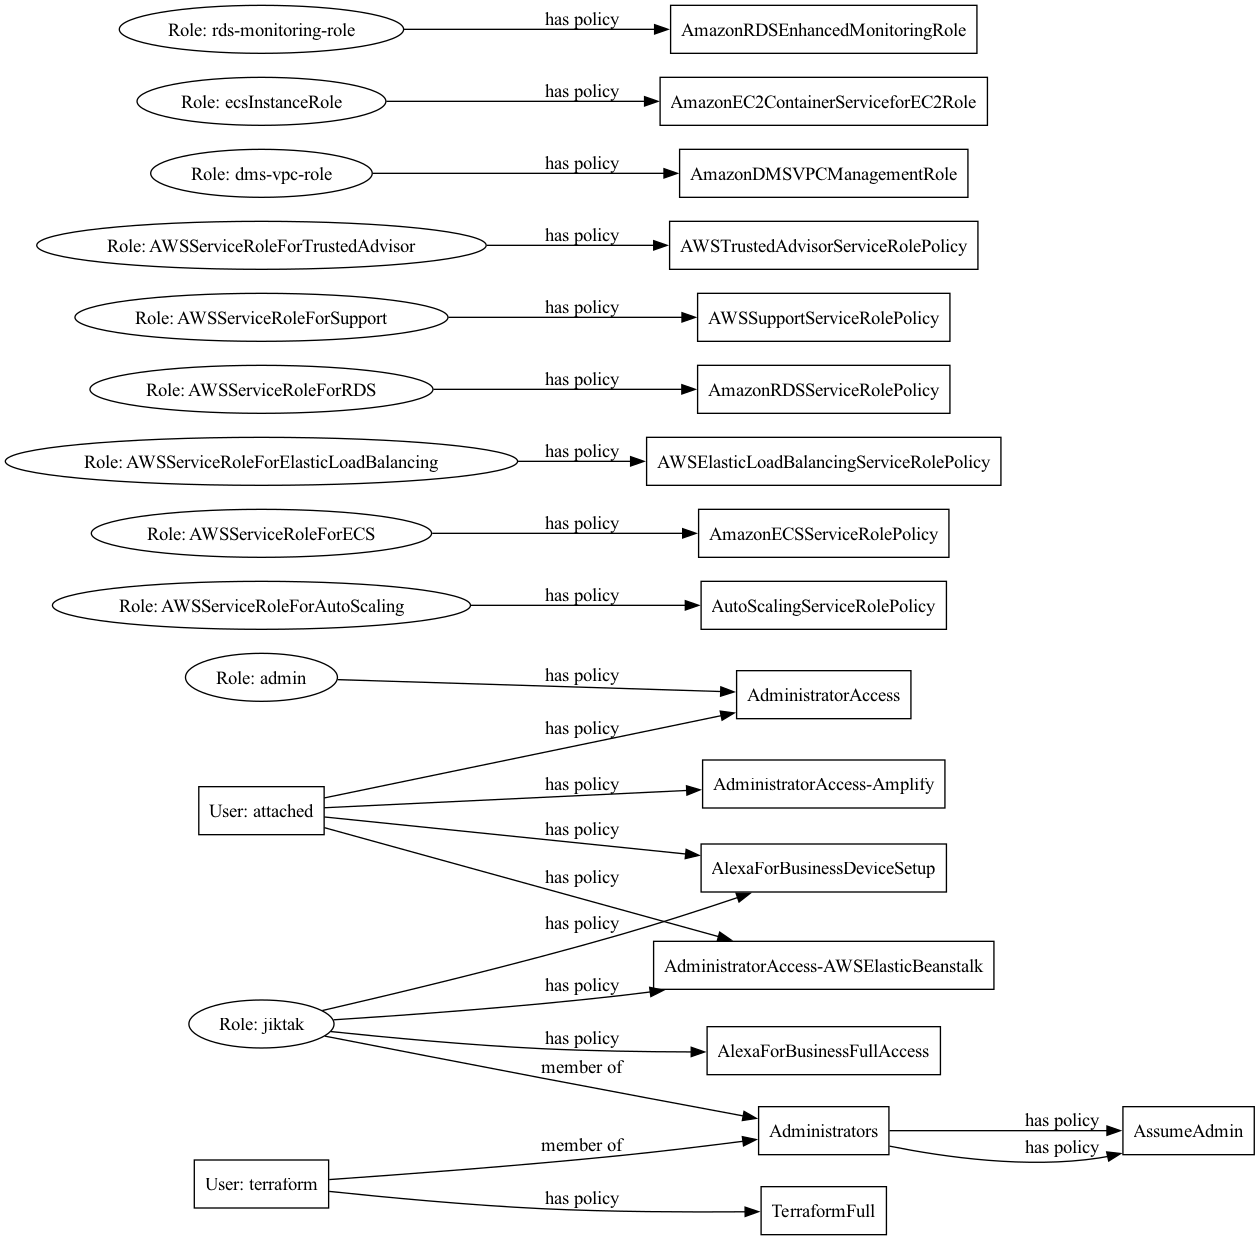 Role: rds-monitoring-role
has policy
AmazonRDSEnhancedMonitoringRole
Role: ecsInstanceRole
has policy
AmazonEC2ContainerServiceforEC2Role
Role: dms-vpc-role
has policy
AmazonDMSVPCManagementRole
Role: AWSServiceRoleForTrustedAdvisor
has policy
AWSTrustedAdvisorServiceRolePolicy
Role: AWSServiceRoleForSupport
has policy
AWSSupportServiceRolePolicy
Role: AWSServiceRoleForRDS
has policy
AmazonRDSServiceRolePolicy
Role: AWSServiceRoleForElasticLoadBalancing
has policy
AWSElasticLoadBalancingServiceRolePolicy
Role: AWSServiceRoleForECS
has policy
AmazonECSServiceRolePolicy
Role: AWSServiceRoleForAutoScaling
has policy
AutoScalingServiceRolePolicy
Role: admin
has policy
AdministratorAccess
has policy
User: attached
has policy
AdministratorAccess-Amplify
has policy
AlexaForBusinessDeviceSetup
has policy
has policy
AdministratorAccess-AWSElasticBeanstalk
Role: jiktak
has policy
has policy
AlexaForBusinessFullAccess
member of
Administrators
has policy
AssumeAdmin
has policy
member of
User: terraform
has policy
TerraformFull